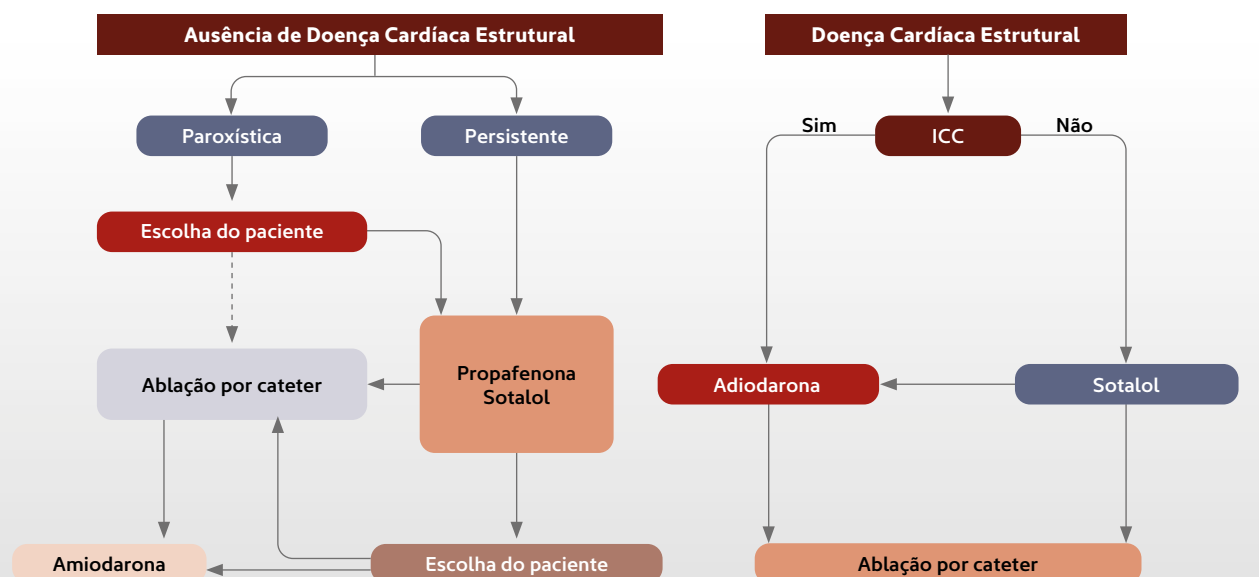 Ausência de Doença Cardíaca Estrutural
Doença Cardíaca Estrutural
Paroxística
Persistente
Sim
ICC
Não
Escolha do paciente
Ablação por cateter
Propafenona
Sotalol
Adiodarona
Sotalol
Amiodarona
Escolha do paciente
Ablação por cateter